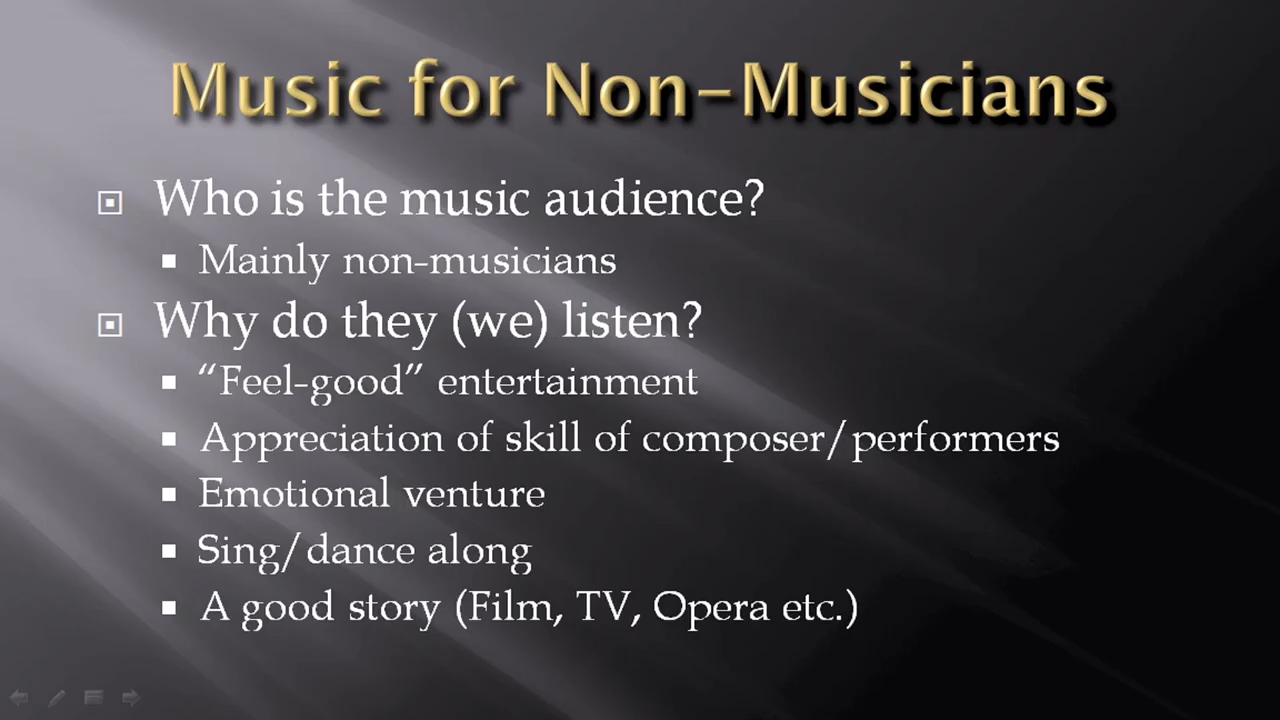 Music for Non-Musicians
Who is the music audience?
Mainly non-musicians
Why do they (we) listen?
“Feel-good” entertainment
Appreciation of skill of composer/performers
Emotional venture
Sing/dance along
A good story (Film, TV, Opera etc.)